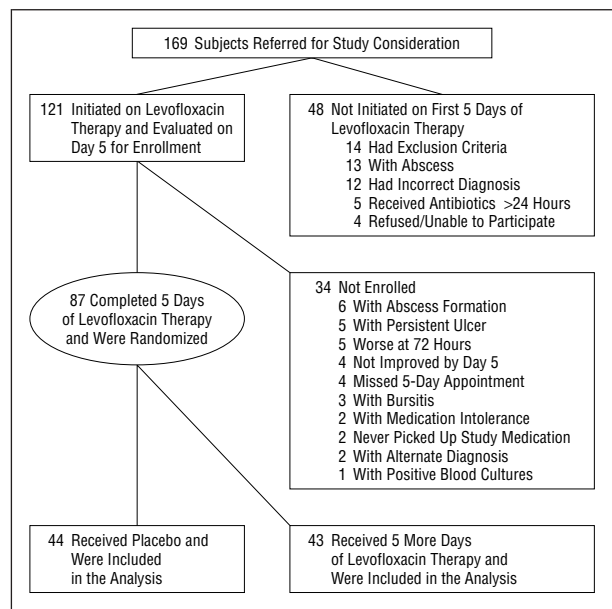 169 Subjects Referred for Study Consideration
121 Initiated on Levofloxacin
Therapy and Evaluated on
Day 5 for Enrollment
48 Not Initiated on First 5 Days of
Levofloxacin Therapy
14 Had Exclusion Criteria
13 With Abscess
12 Had Incorrect Diagnosis
5 Received Antibiotics >24 Hours
4 Refused/Unable to Participate
87 Completed 5 Days
of Levofloxacin Therapy
and Were Randomized
34 Not Enrolled
6 With Abscess Formation
5 With Persistent Ulcer
5 Worse at 72 Hours
4 Not Improved by Day 5
4 Missed 5-Day Appointment
3 With Bursitis
2 With Medication Intolerance
2 Never Picked Up Study Medication
2 With Alternate Diagnosis
1 With Positive Blood Cultures
44 Received Placebo and
Were Included
in the Analysis
43 Received 5 More Days
of Levofloxacin Therapy and
Were Included in the Analysis